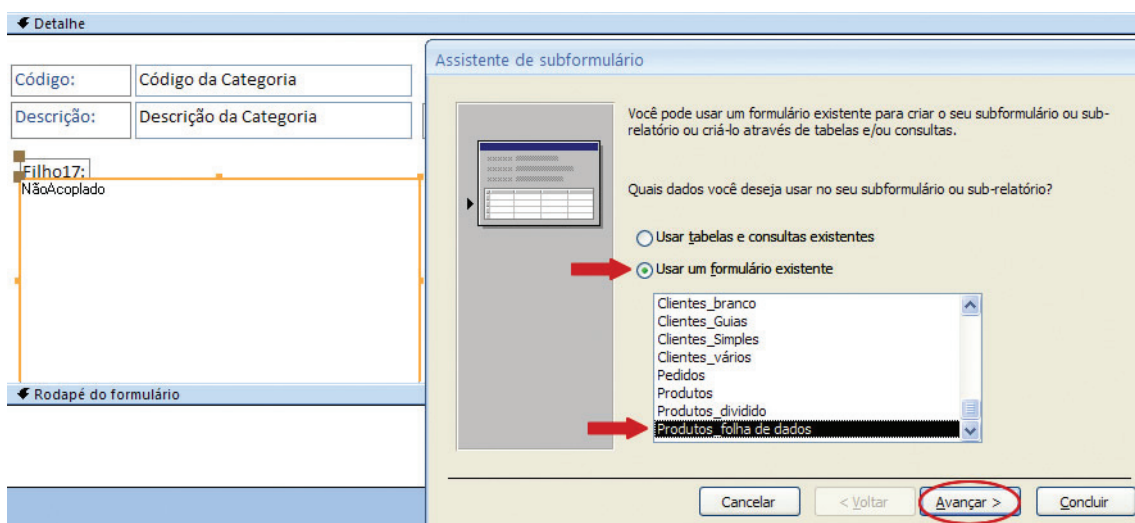 Detalhe
Código:
Código da Categoria
Descrição:
Descrição da Categoria
Filho17:
NãoAcoplado
Rodapé do formulário
Assistente de subformulário
Você pode usar um formulário existente para criar o seu subformulário ou sub-
relatório ou criá-lo através de tabelas e/ou consultas.
Quais dados você deseja usar no seu subformulário ou sub-relatório?
Usar tabelas e consultas existentes
Usar um formulário existente
Clientes_branco
Clientes_Guias
Clientes_Simples
Clientes_vários
Pedidos
Produtos
Produtos_dividido
Produtos_folha de dados
Cancelar
< Voltar
Avançar >
Concluir